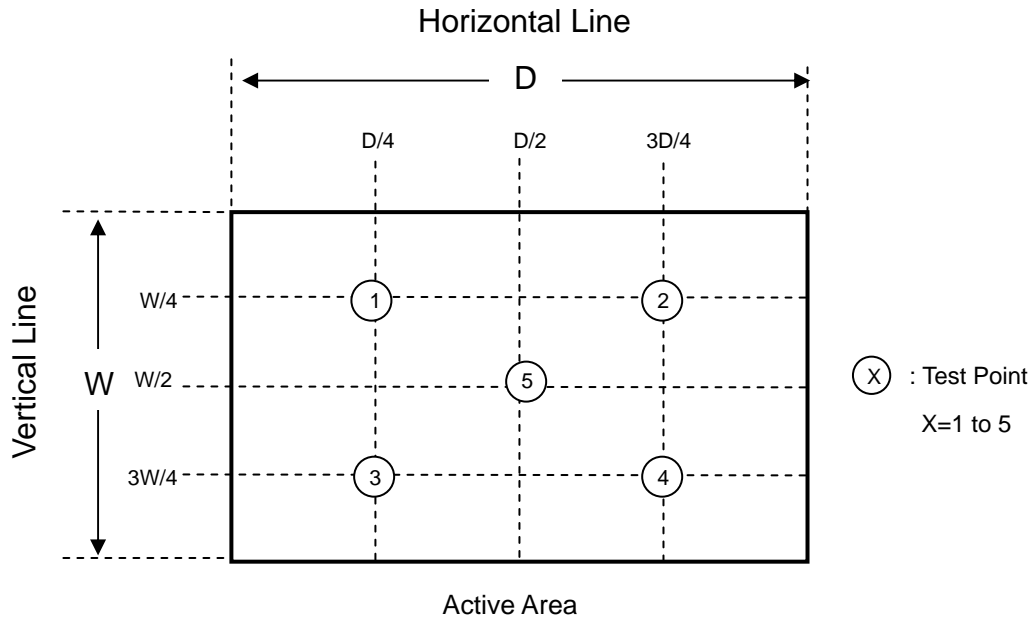 Horizontal Line
D
D/4 D/2 3D/4
Vertical Line
W
W/4
W/2
3W/4
1 2
5
3 4
X : Test Point
X=1 to 5
Active Area